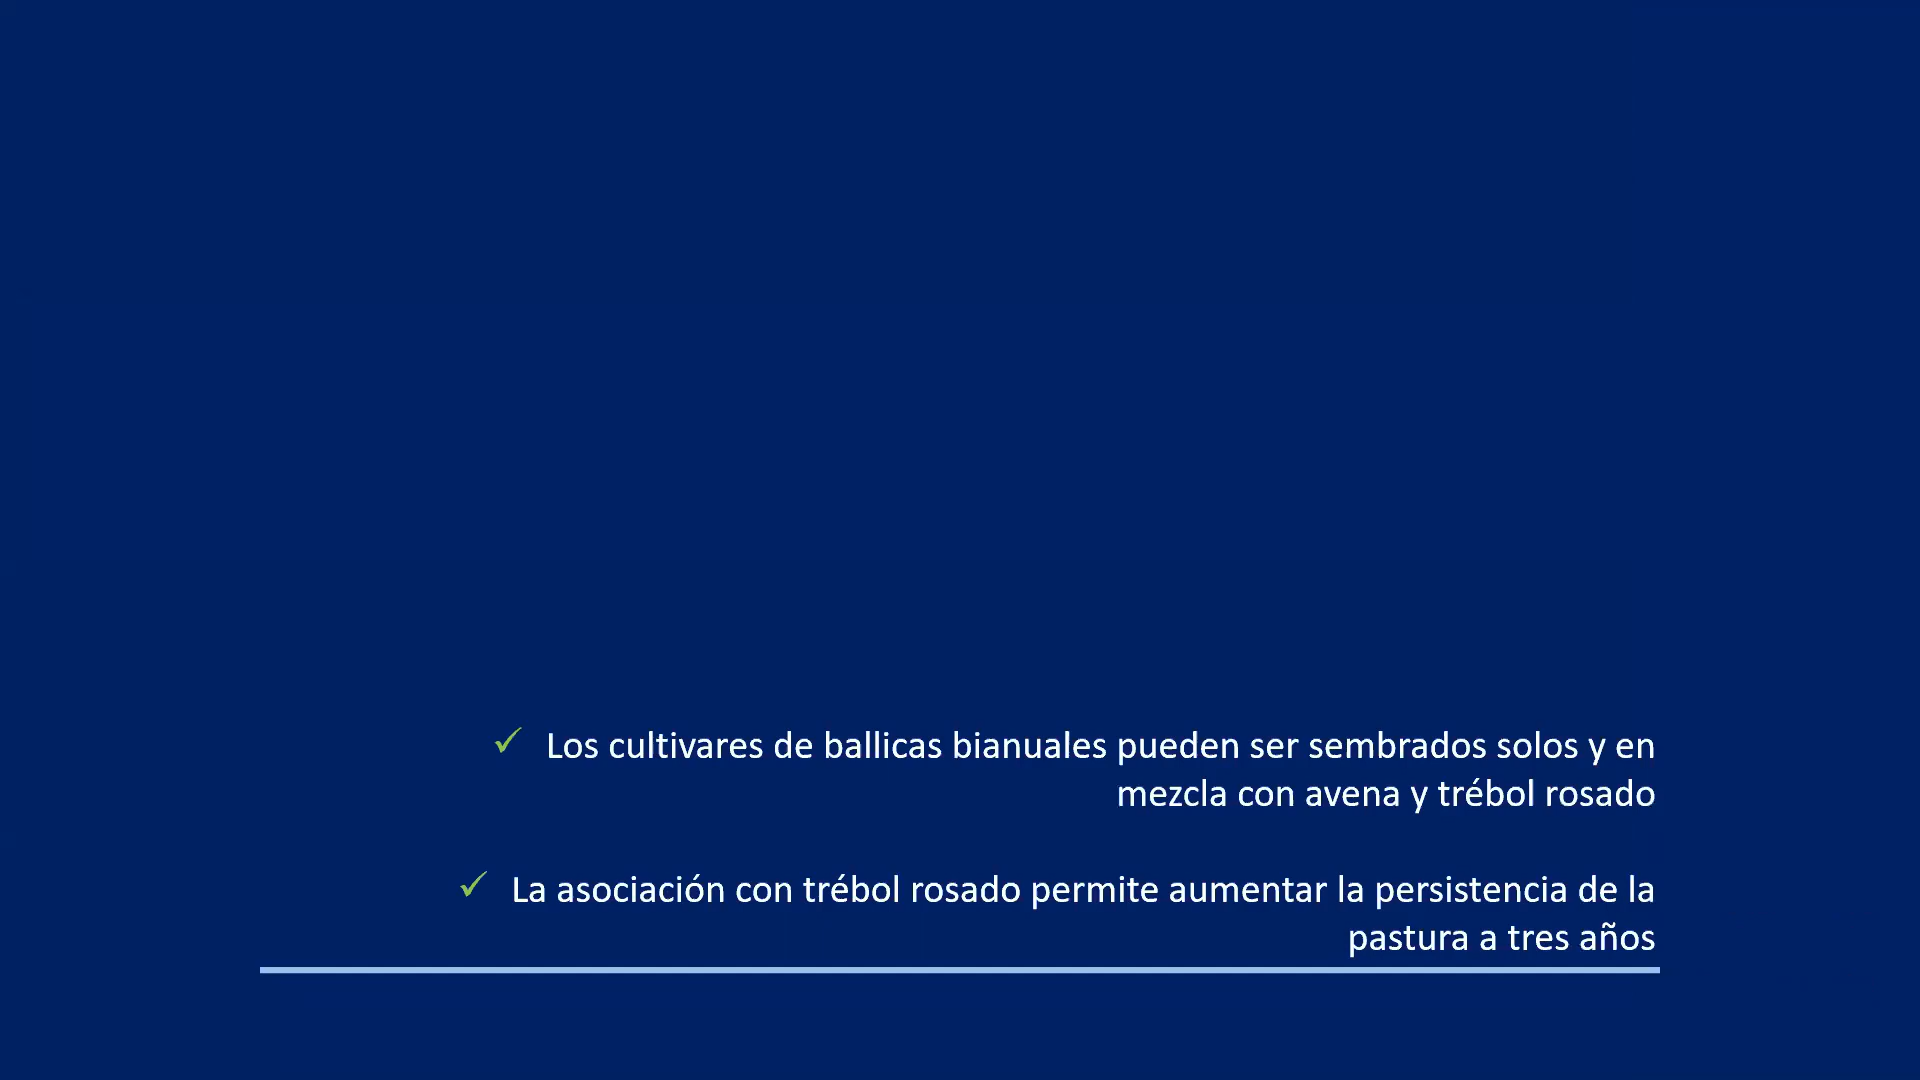 ✓ Los cultivares de ballicas bianuales pueden ser sembrados solos y en
mezcla con avena y trébol rosado
✓ La asociación con trébol rosado permite aumentar la persistencia de la
pastura a tres años